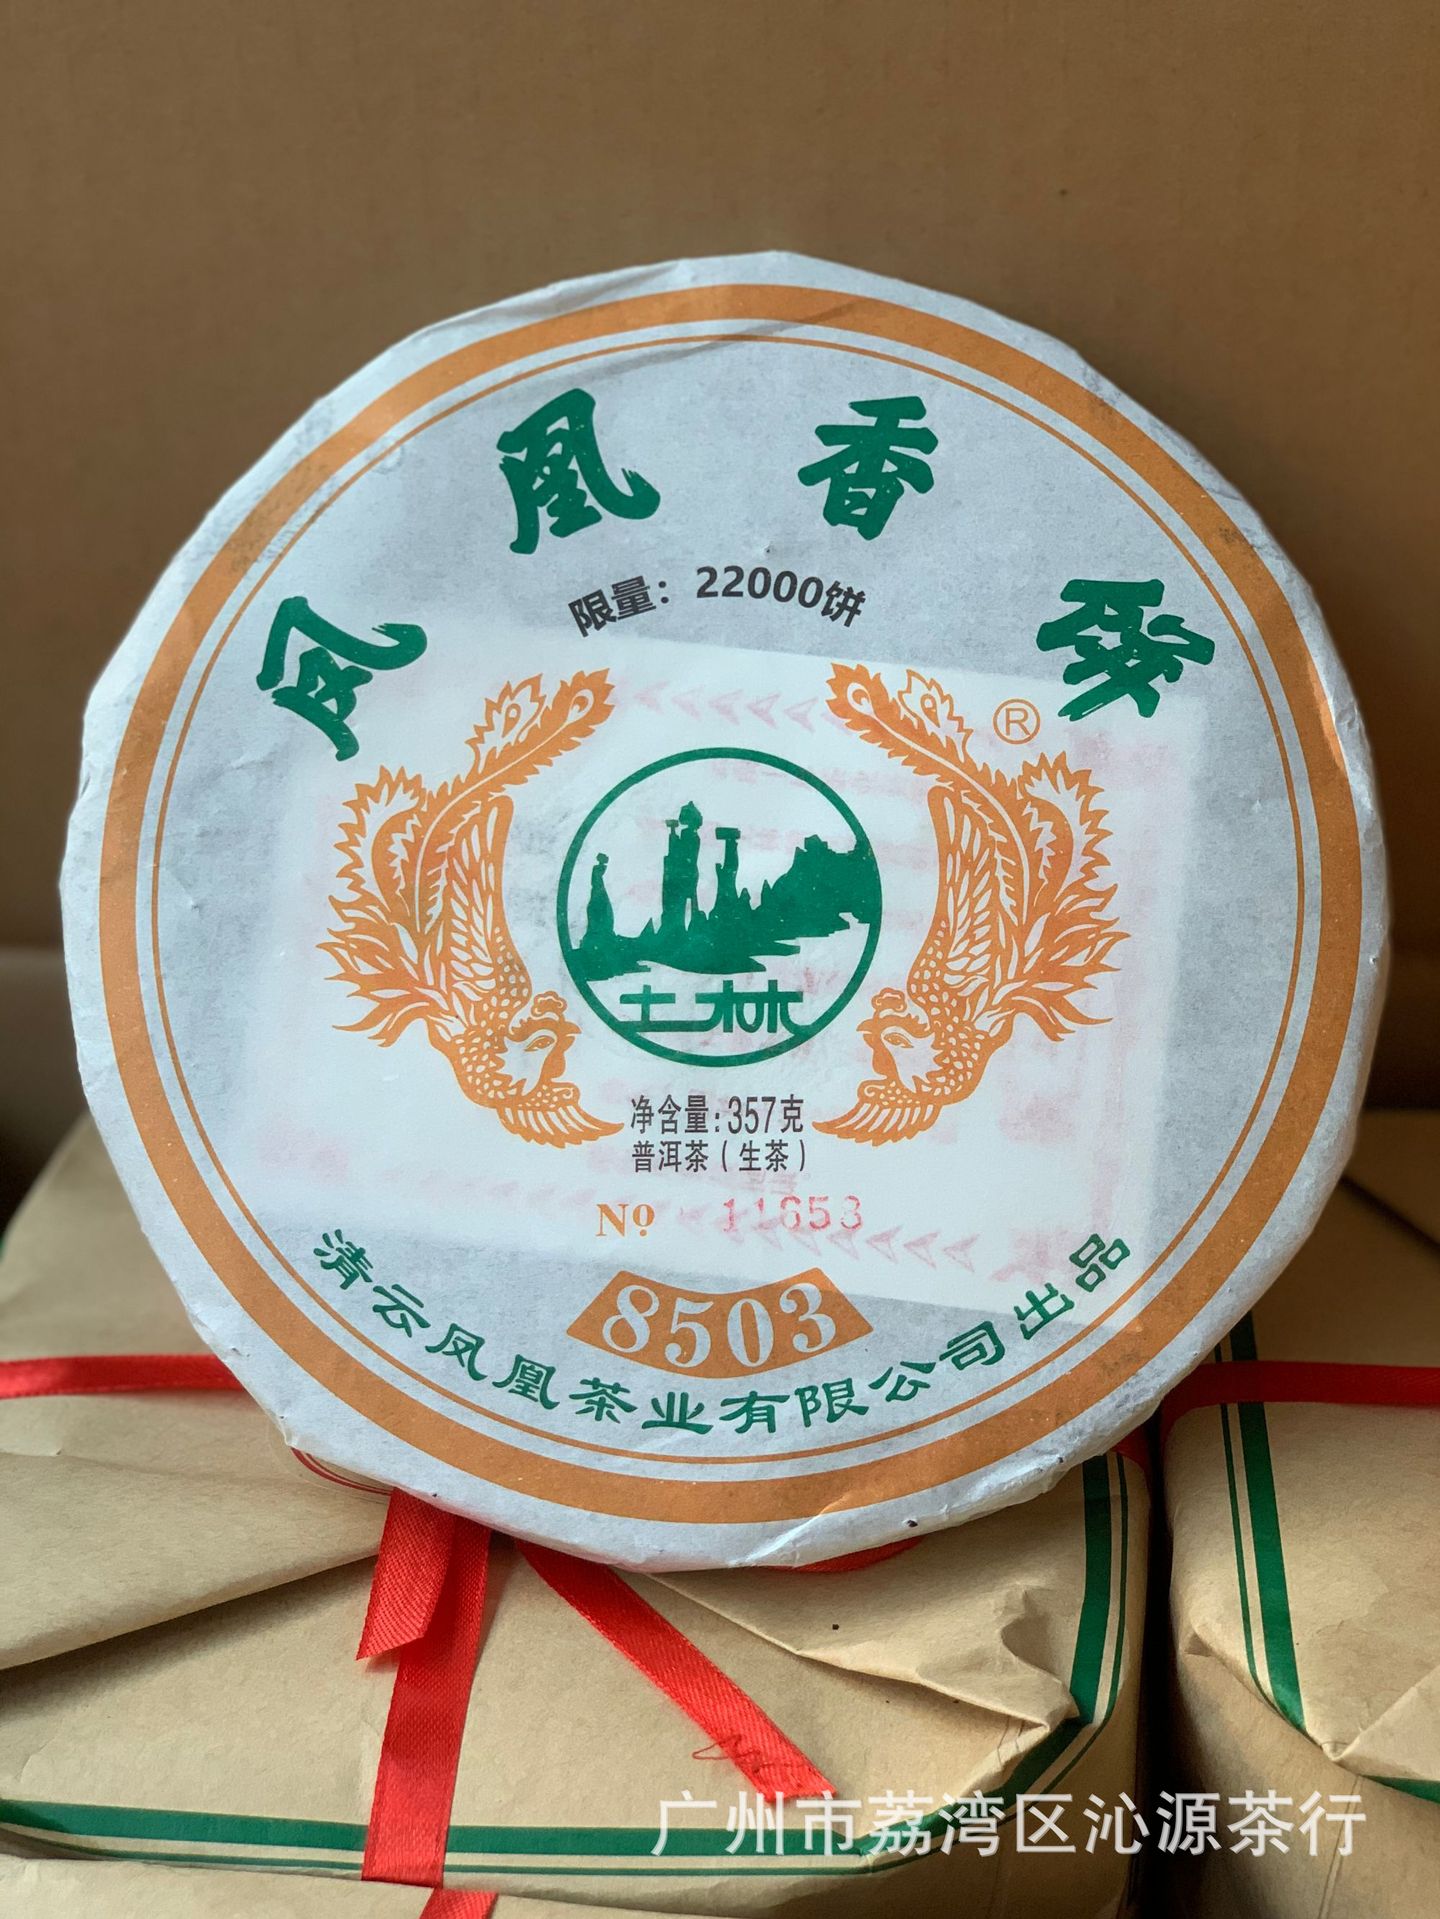 凤凰香發
限量：22000饼
®
土林
净含量:357克
普洱茶（生茶）
№ 11653
8503
清云凤凰茶业有限公司出品
广州市荔湾区沁源茶行